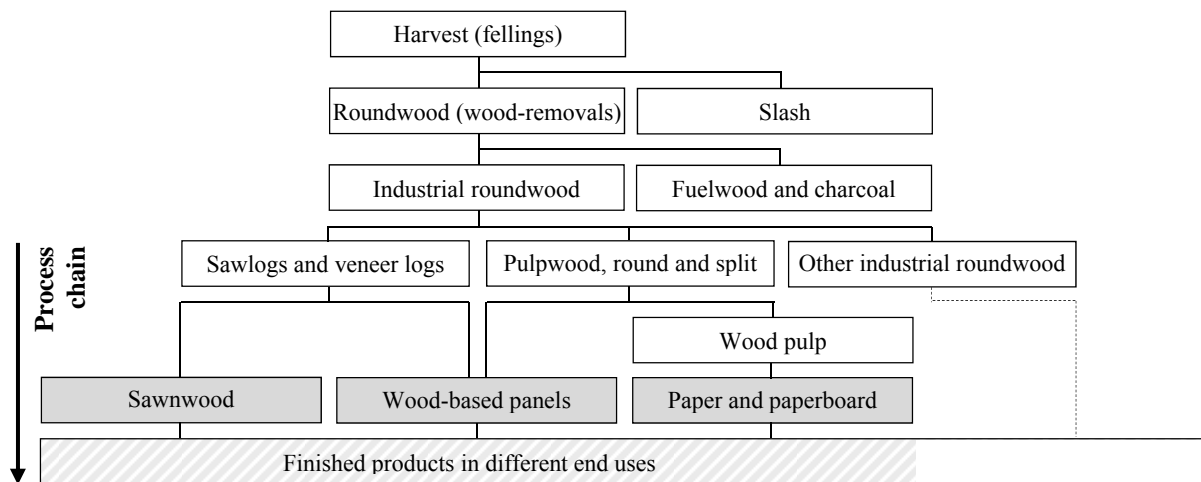 Harvest (fellings)
Roundwood (wood-removals)
Slash
Industrial roundwood
Fuelwood and charcoal
Process
chain
Sawlogs and veneer logs
Pulpwood, round and split
Other industrial roundwood
Wood pulp
Sawnwood
Wood-based panels
Paper and paperboard
Finished products in different end uses